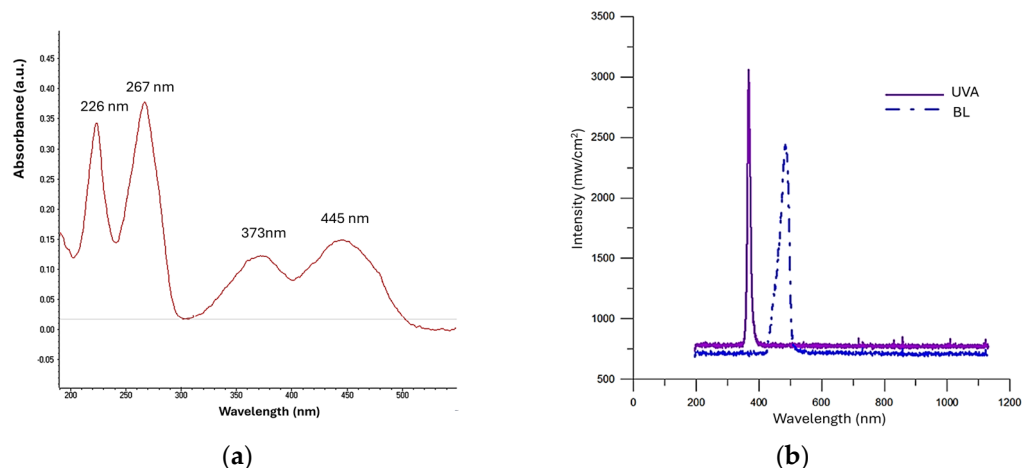 Absorbance (a.u.)
0.45
0.40
0.35
0.30
0.25
0.20
0.15
0.10
0.05
0.00
-0.05
226 nm
267 nm
373nm
445 nm
200
250
300
350
400
450
500
Wavelength (nm)
(a)
Intensity (mw/cm²)
3500
3000
2500
2000
1500
1000
500
UVA
BL
0
200
400
600
800
1000
1200
Wavelength (nm)
(b)